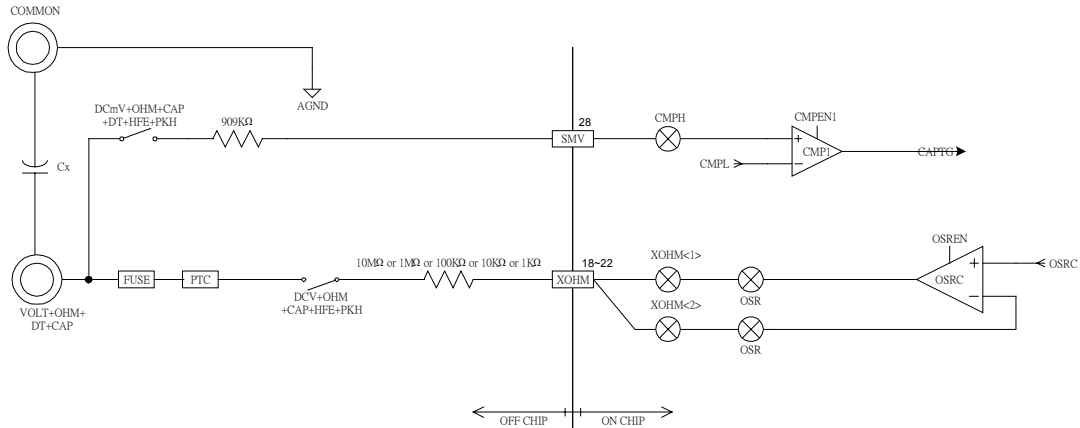 COMMON
AGND
DCmV+OHM+CAP
+DT+HFE+PKH
909KΩ
28
SMV
CMPH
CMPEN1
+
CMP1
−
CMPL
CAPTG
Cx
10MΩ or 1MΩ or 100KΩ or 10KΩ or 1KΩ
18~22
XOHM
XOHM<1>
OSR
OSREN
+
OSRC
−
OSRC
FUSE
PTC
DCV+OHM
+CAP+HFE+PKH
XOHM<2>
OSR
VOLT+OHM+
DT+CAP
OFF CHIP
ON CHIP